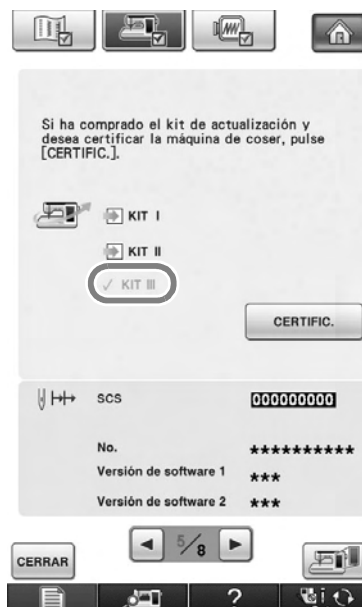 Si ha comprado el kit de actualización y
desea certificar la máquina de coser, pulse
[CERTIFIC.].
KIT I
KIT II
✓ KIT III
CERTIFIC.
SCS 000000000
No. **********
Versión de software 1 ***
Versión de software 2 ***
5/8
CERRAR
?
i